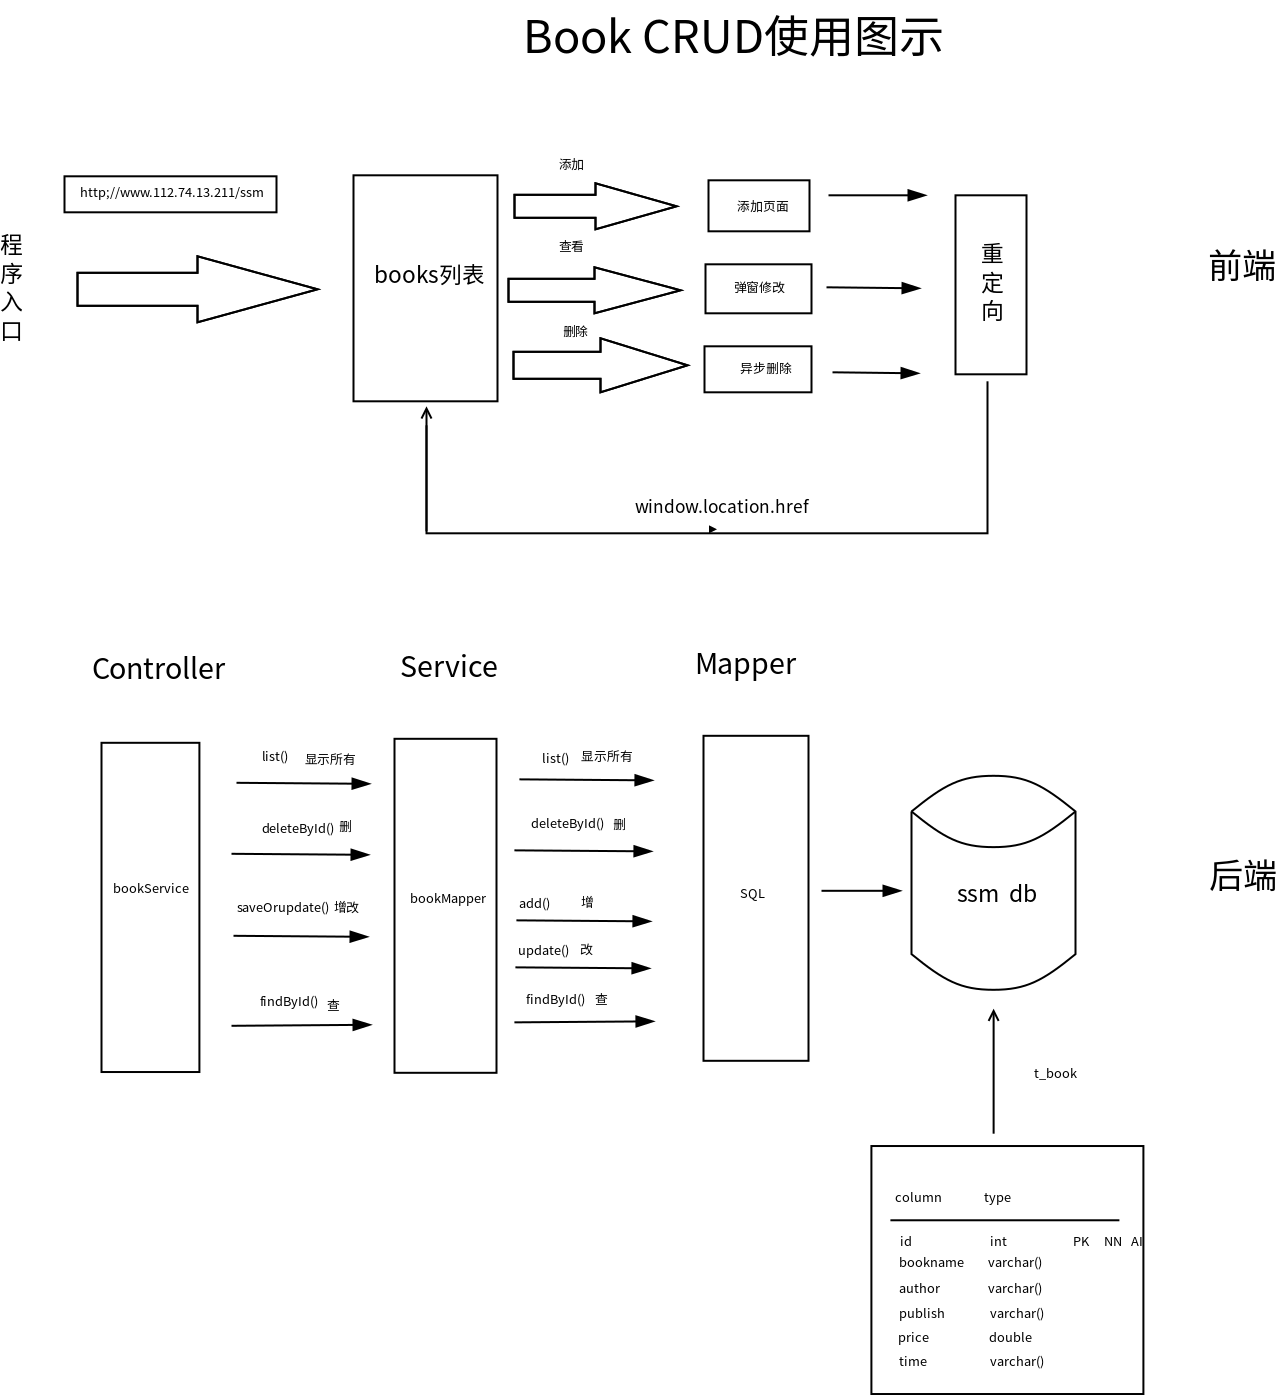 Book CRUD使用图示
http;//www.112.74.13.211/ssm
程
序
入
口
books列表
添加
查看
删除
添加页面
弹窗修改
异步删除
重
定
向
前端
window.location.href
Controller
Service
Mapper
bookService
list() 显示所有
deleteById() 删
saveOrupdate() 增改
findById() 查
bookMapper
list() 显示所有
deleteById() 删
add() 增
update() 改
findById() 查
SQL
ssm db
后端
t_book
column type
id int PK NN AI
bookname varchar()
author varchar()
publish varchar()
price double
time varchar()